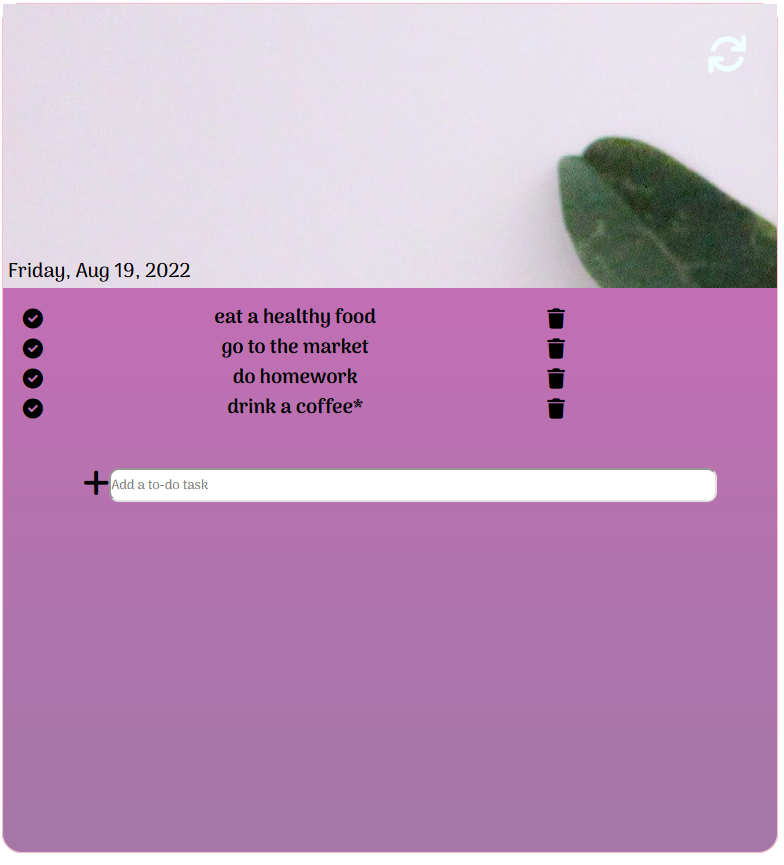 Friday, Aug 19, 2022
eat a healthy food
go to the market
do homework
drink a coffee*
Add a to-do task